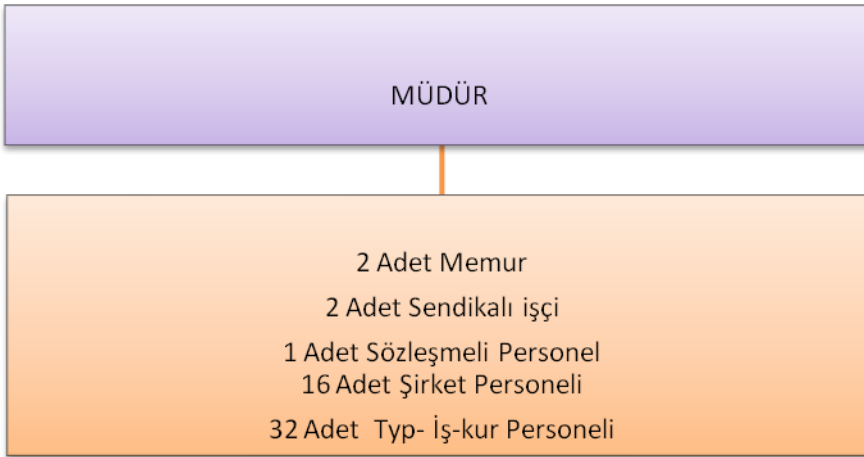 MÜDÜR
2 Adet Memur
2 Adet Sendikalı işçi
1 Adet Sözleşmeli Personel
16 Adet Şirket Personeli
32 Adet Typ- İş-kur Personeli